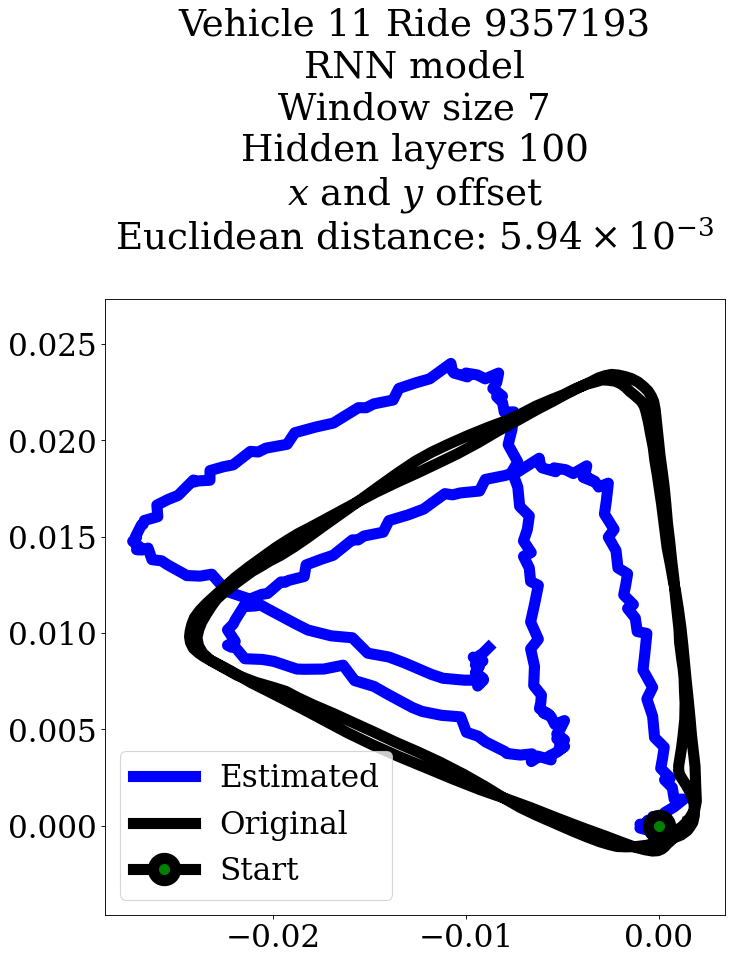 Vehicle 11 Ride 9357193
RNN model
Window size 7
Hidden layers 100
x and y offset
Euclidean distance: 5.94 × 10⁻³
0.025
0.020
0.015
0.010
0.005
0.000
Estimated
Original
Start
−0.02
−0.01
0.00